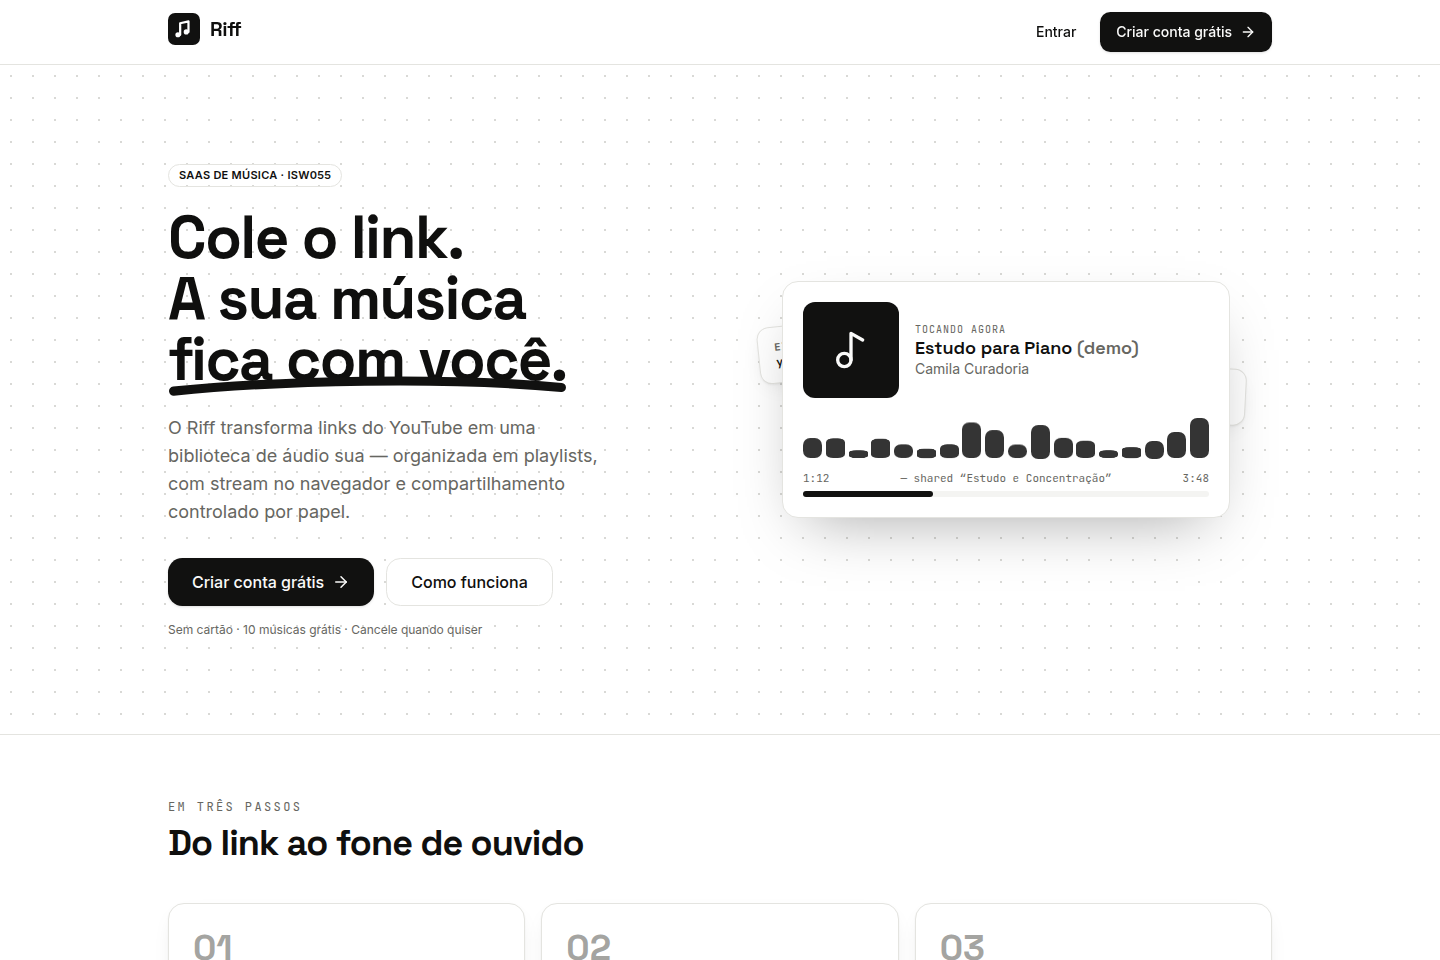 Riff
Entrar
Criar conta grátis
SAAS DE MÚSICA · ISW055
Cole o link.
A sua música
fica com você.
O Riff transforma links do YouTube em uma
biblioteca de áudio sua — organizada em playlists,
com stream no navegador e compartilhamento
controlado por papel.
Criar conta grátis
Como funciona
Sem cartão · 10 músicas grátis · Cancele quando quiser
TOCANDO AGORA
Estudo para Piano (demo)
Camila Curadoria
1:12
— shared “Estudo e Concentração”
3:48
EM TRÊS PASSOS
Do link ao fone de ouvido
01
02
03